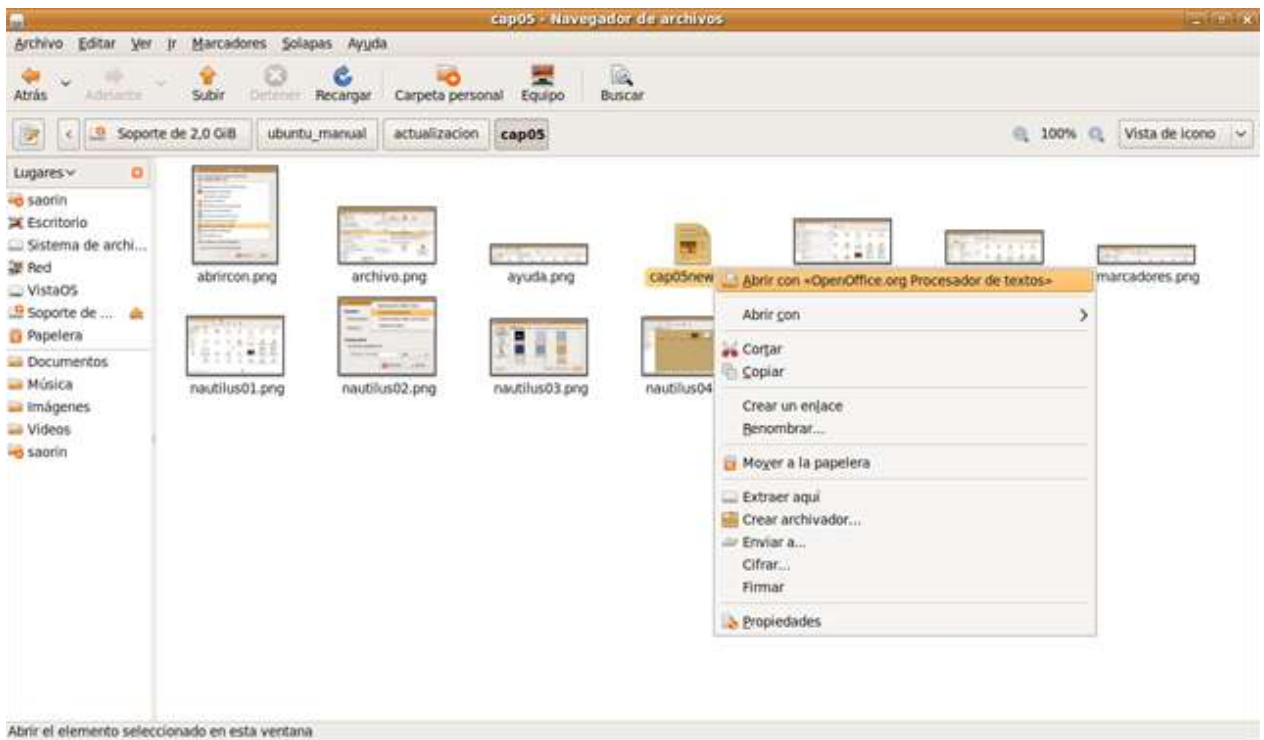 cap05 - Navegador de archivos
Archivo Editar Ver Ir Marcadores Solapas Ayuda
Atrás Adelante Subir Detener Recargar Carpeta personal Equipo Buscar
Soporte de 2,0 GiB ubuntu_manual actualizacion cap05 100% Vista de icono
Lugares
saorin
Escritorio
Sistema de archi...
Red
VistaOS
Soporte de ...
Papelera
Documentos
Música
Imágenes
Vídeos
saorin
abrircon.png archivo.png ayuda.png cap05new marcadores.png
nautilus01.png nautilus02.png nautilus03.png nautilus04
Abrir con «OpenOffice.org Procesador de textos»
Abrir con
Cortar
Copiar
Crear un enlace
Renombrar...
Mover a la papelera
Extraer aquí
Crear archivador...
Enviar a...
Cifrar...
Firmar
Propiedades
Abrir el elemento seleccionado en esta ventana